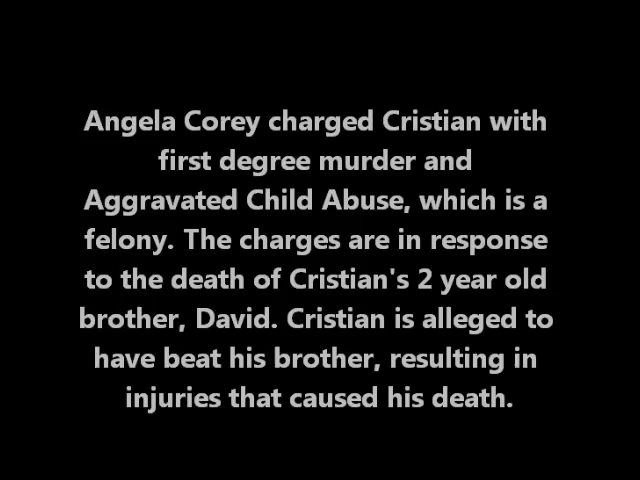 Angela Corey charged Cristian with
first degree murder and
Aggravated Child Abuse, which is a
felony. The charges are in response
to the death of Cristian's 2 year old
brother, David. Cristian is alleged to
have beat his brother, resulting in
injuries that caused his death.